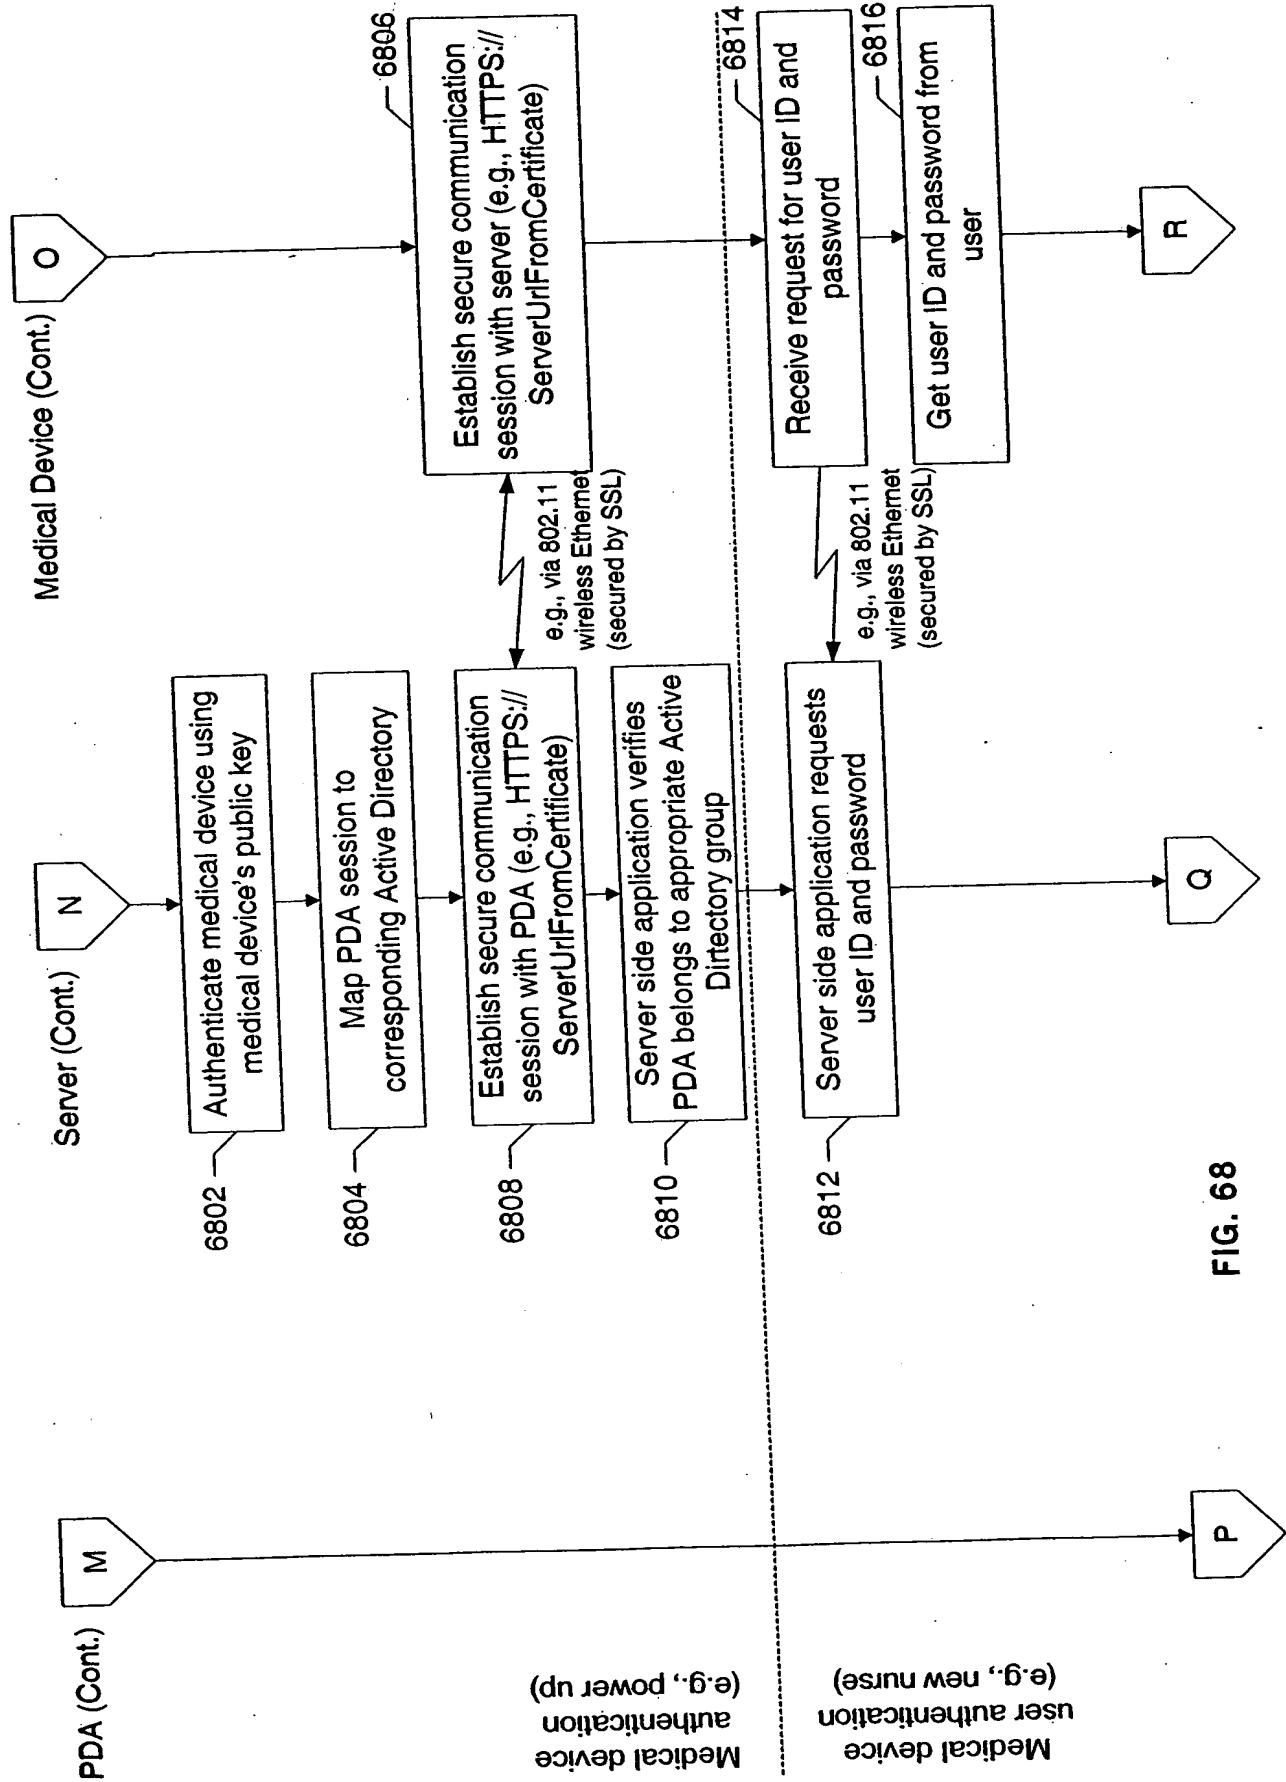 PDA (Cont.)
M
Medical device
authentication
(e.g., power up)
Medical device
user authentication
(e.g., new nurse)
P
Server (Cont.)
N
6802
Authenticate medical device using
medical device's public key
6804
Map PDA session to
corresponding Active Directory
6808
Establish secure communication
session with PDA (e.g., HTTPS://
ServerUrlFromCertificate)
6810
Server side application verifies
PDA belongs to appropriate Active
Dirtectory group
6812
Server side application requests
user ID and password
Q
Medical Device (Cont.)
O
6806
Establish secure communication
session with server (e.g., HTTPS://
ServerUrlFromCertificate)
e.g., via 802.11
wireless Ethernet
(secured by SSL)
6814
Receive request for user ID and
password
e.g., via 802.11
wireless Ethernet
(secured by SSL)
6816
Get user ID and password from
user
R
FIG. 68